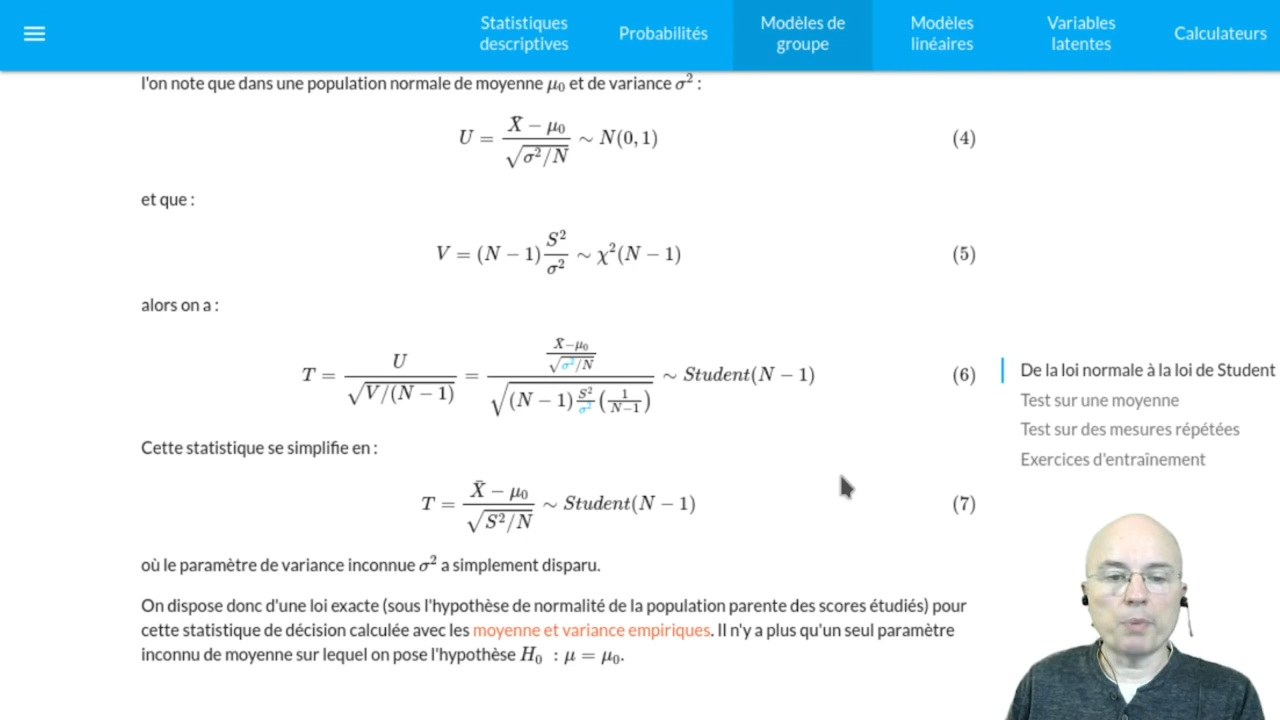 Statistiques descriptives
Probabilités
Modèles de groupe
Modèles linéaires
Variables latentes
Calculateurs
l'on note que dans une population normale de moyenne μ₀ et de variance σ² :
U = (X̄ − μ₀) / √(σ²/N) ∼ N(0, 1) (4)
et que :
V = (N − 1) S²/σ² ∼ χ²(N − 1) (5)
alors on a :
T = U / √(V/(N − 1)) = ((X̄−μ₀) / √(σ²/N)) / √((N − 1) S²/σ² (1/(N−1))) ∼ Student(N − 1) (6)
Cette statistique se simplifie en :
T = (X̄ − μ₀) / √(S²/N) ∼ Student(N − 1) (7)
où le paramètre de variance inconnue σ² a simplement disparu.
On dispose donc d'une loi exacte (sous l'hypothèse de normalité de la population parente des scores étudiés) pour
cette statistique de décision calculée avec les moyenne et variance empiriques. Il n'y a plus qu'un seul paramètre
inconnu de moyenne sur lequel on pose l'hypothèse H₀ : μ = μ₀.
De la loi normale à la loi de Student
Test sur une moyenne
Test sur des mesures répétées
Exercices d'entraînement